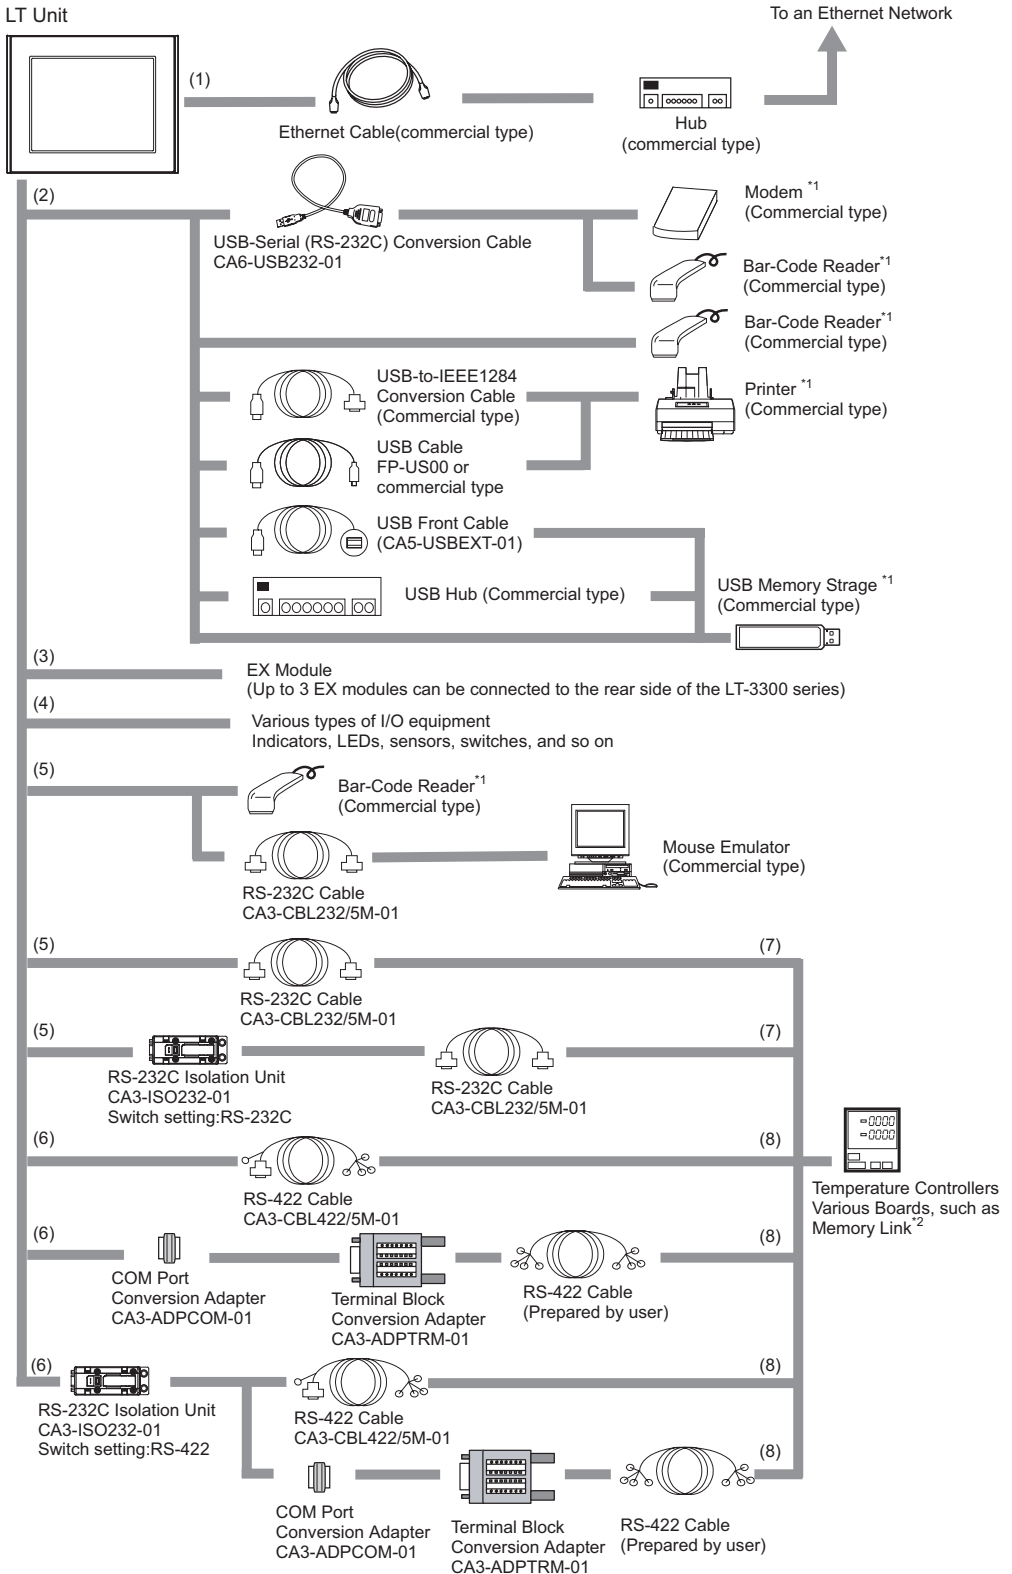 LT Unit
To an Ethernet Network
(1)
Ethernet Cable(commercial type)
Hub
(commercial type)
(2)
USB-Serial (RS-232C) Conversion Cable
CA6-USB232-01
Modem *1
(Commercial type)
Bar-Code Reader*1
(Commercial type)
Bar-Code Reader*1
(Commercial type)
USB-to-IEEE1284
Conversion Cable
(Commercial type)
Printer *1
(Commercial type)
USB Cable
FP-US00 or
commercial type
USB Front Cable
(CA5-USBEXT-01)
USB Hub (Commercial type)
USB Memory Strage *1
(Commercial type)
(3)
EX Module
(Up to 3 EX modules can be connected to the rear side of the LT-3300 series)
(4)
Various types of I/O equipment
Indicators, LEDs, sensors, switches, and so on
(5)
Bar-Code Reader*1
(Commercial type)
RS-232C Cable
CA3-CBL232/5M-01
Mouse Emulator
(Commercial type)
(5)
RS-232C Cable
CA3-CBL232/5M-01
(7)
(5)
RS-232C Isolation Unit
CA3-ISO232-01
Switch setting:RS-232C
RS-232C Cable
CA3-CBL232/5M-01
(7)
(6)
RS-422 Cable
CA3-CBL422/5M-01
(8)
Temperature Controllers
Various Boards, such as
Memory Link*2
(6)
COM Port
Conversion Adapter
CA3-ADPCOM-01
Terminal Block
Conversion Adapter
CA3-ADPTRM-01
RS-422 Cable
(Prepared by user)
(8)
(6)
RS-232C Isolation Unit
CA3-ISO232-01
Switch setting:RS-422
RS-422 Cable
CA3-CBL422/5M-01
(8)
COM Port
Conversion Adapter
CA3-ADPCOM-01
Terminal Block
Conversion Adapter
CA3-ADPTRM-01
RS-422 Cable
(Prepared by user)
(8)